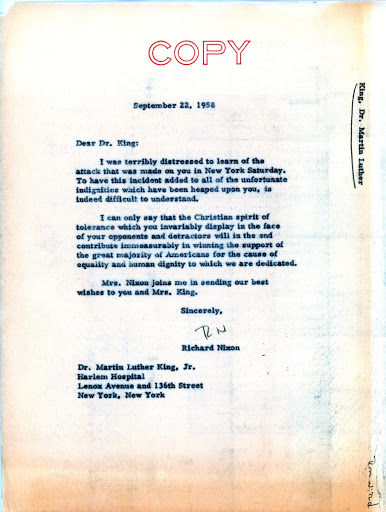 COPY
September 22, 1958
Dear Dr. King:
I was terribly distressed to learn of the
attack that was made on you in New York Saturday.
To have this incident added to all of the unfortunate
indignities which have been heaped upon you, is
indeed difficult to understand.
I can only say that the Christian spirit of
tolerance which you invariably display in the face
of your opponents and detractors will in the end
contribute immeasurably in winning the support of
the great majority of Americans for the cause of
equality and human dignity to which we are dedicated.
Mrs. Nixon joins me in sending our best
wishes to you and Mrs. King.
Sincerely,
RN
Richard Nixon
Dr. Martin Luther King, Jr.
Harlem Hospital
Lenox Avenue and 136th Street
New York, New York
King, Dr. Martin Luther